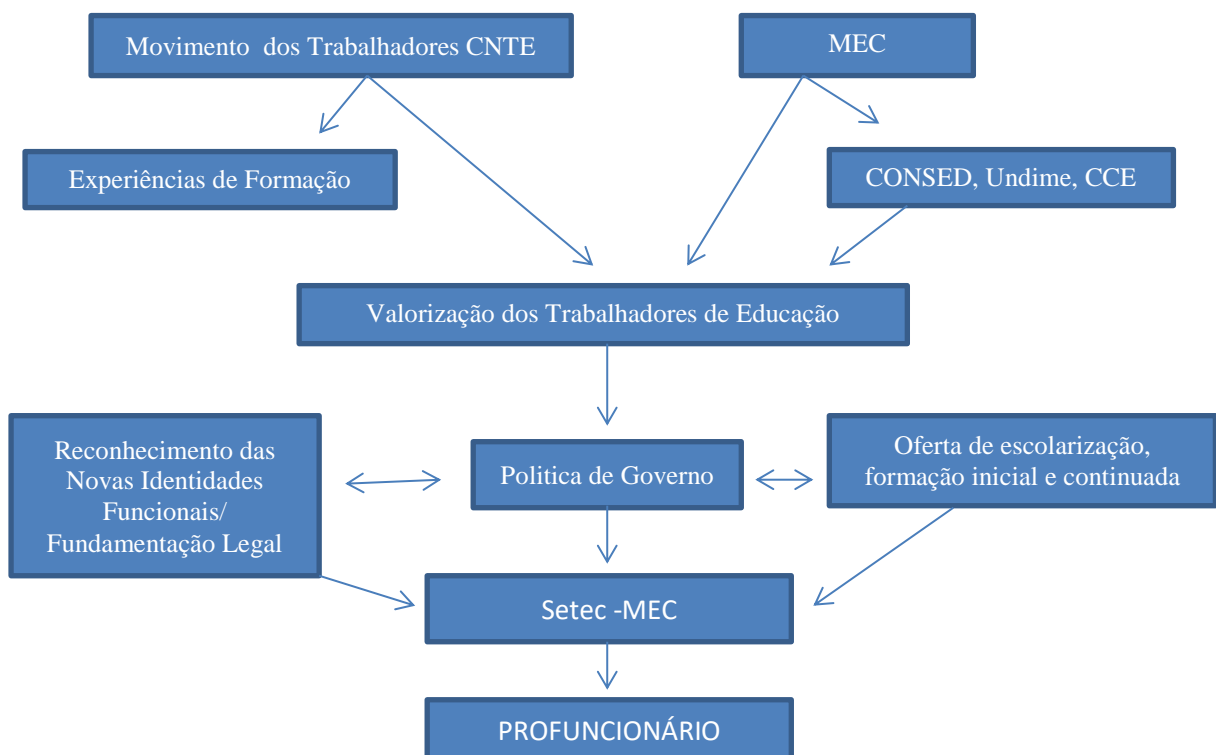 Movimento dos Trabalhadores CNTE
MEC
Experiências de Formação
CONSED, Undime, CCE
Valorização dos Trabalhadores de Educação
Reconhecimento das
Novas Identidades
Funcionais/
Fundamentação Legal
Politica de Governo
Oferta de escolarização,
formação inicial e continuada
Setec -MEC
PROFUNCIONÁRIO